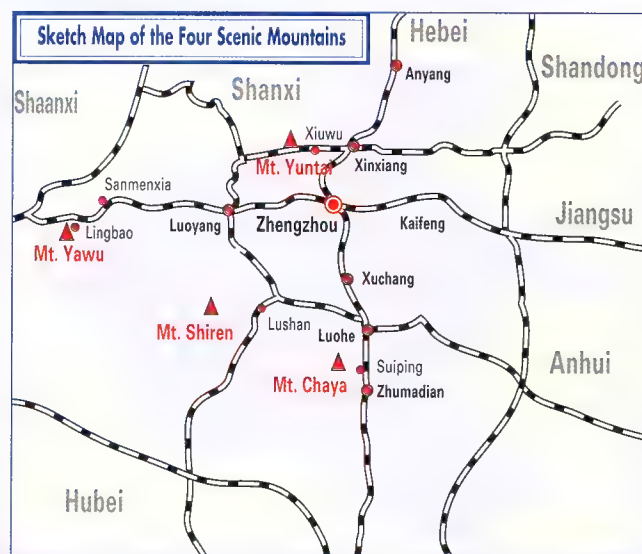 Sketch Map of the Four Scenic Mountains
Hebei
Anyang
Shandong
Shanxi
Shaanxi
Xiuwu
Xinxiang
Mt. Yuntai
Sanmenxia
Lingbao
Mt. Yawu
Luoyang
Zhengzhou
Kaifeng
Jiangsu
Xuchang
Mt. Shiren
Lushan
Luohe
Suiping
Mt. Chaya
Zhumadian
Anhui
Hubei